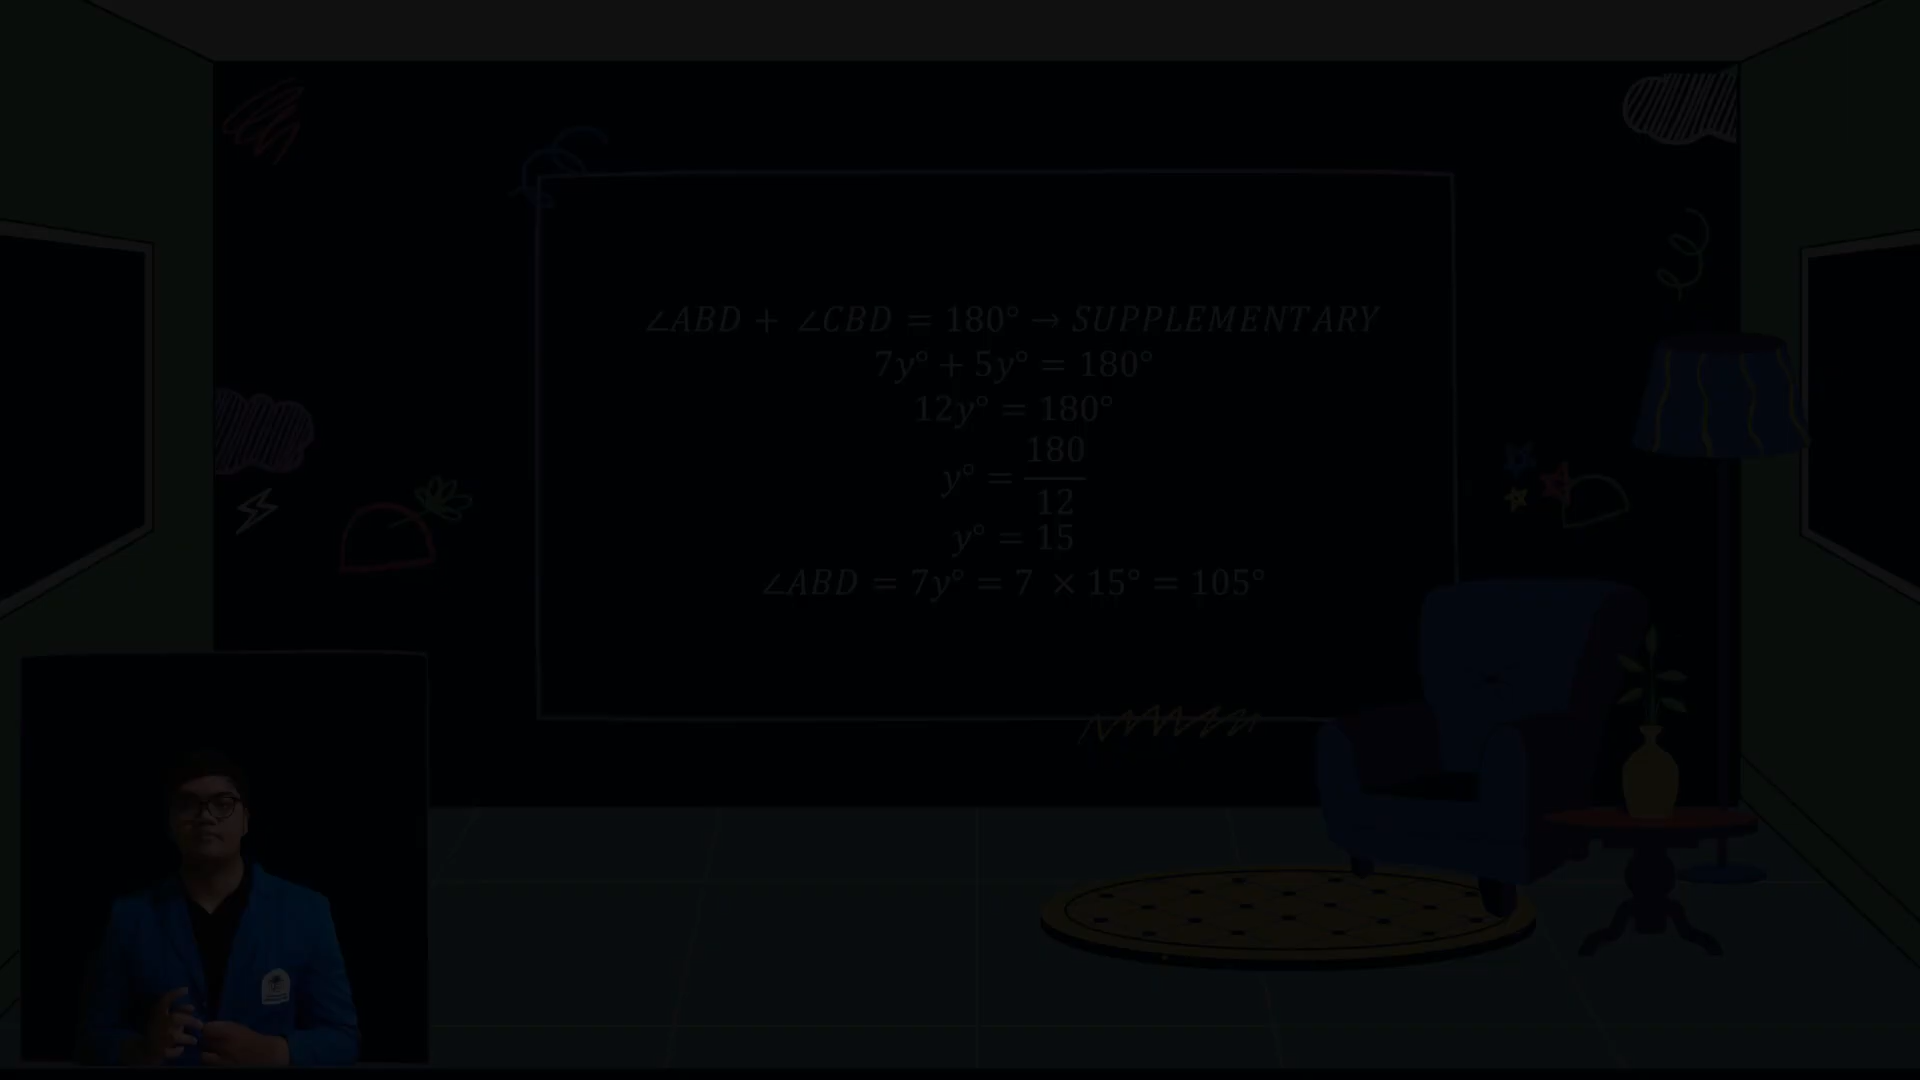 ∠ABD + ∠CBD = 180° → SUPPLEMENTARY
7y° + 5y° = 180°
12y° = 180°
y° = 180/12
y° = 15
∠ABD = 7y° = 7 × 15° = 105°